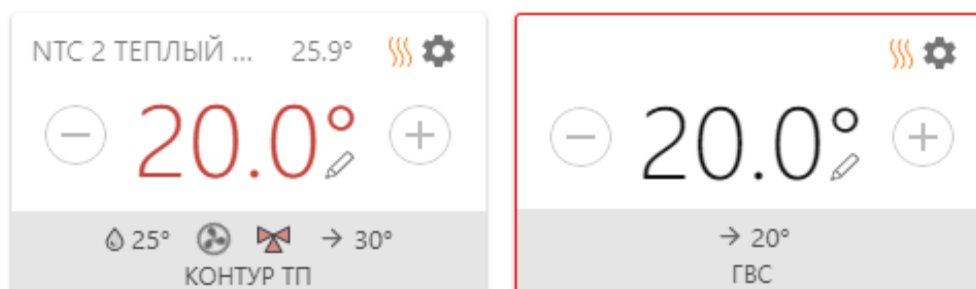 NTC 2 ТЕПЛЫЙ ... 25.9°
20.0°
25° → 30°
КОНТУР ТП
20.0°
→ 20°
ГВС